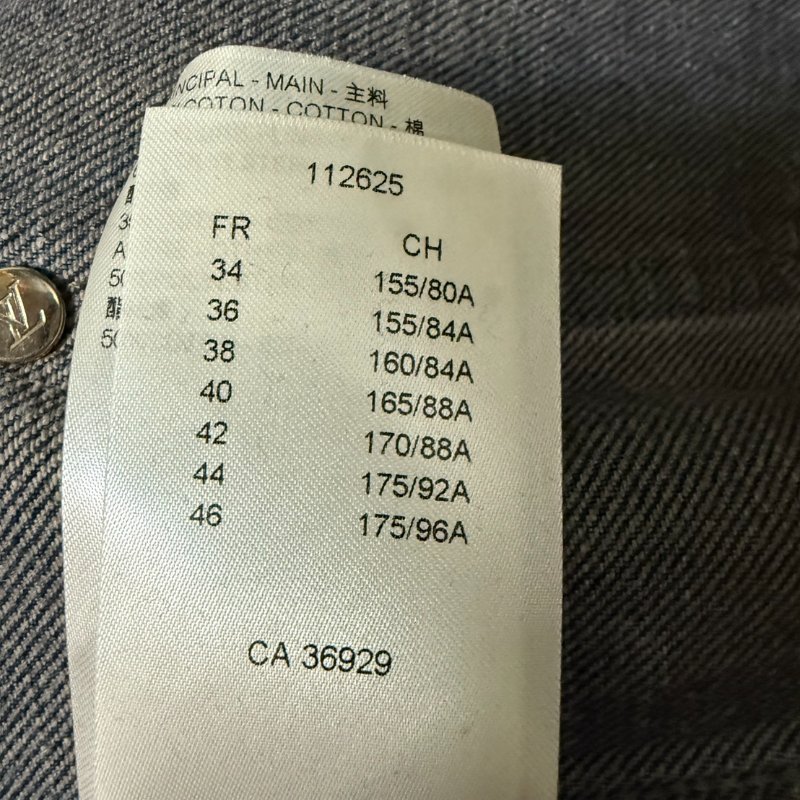 - MAIN - 主料
COTON - COTTON - 棉
112625
FR CH
34 155/80A
36 155/84A
38 160/84A
40 165/88A
42 170/88A
44 175/92A
46 175/96A
CA 36929
LV